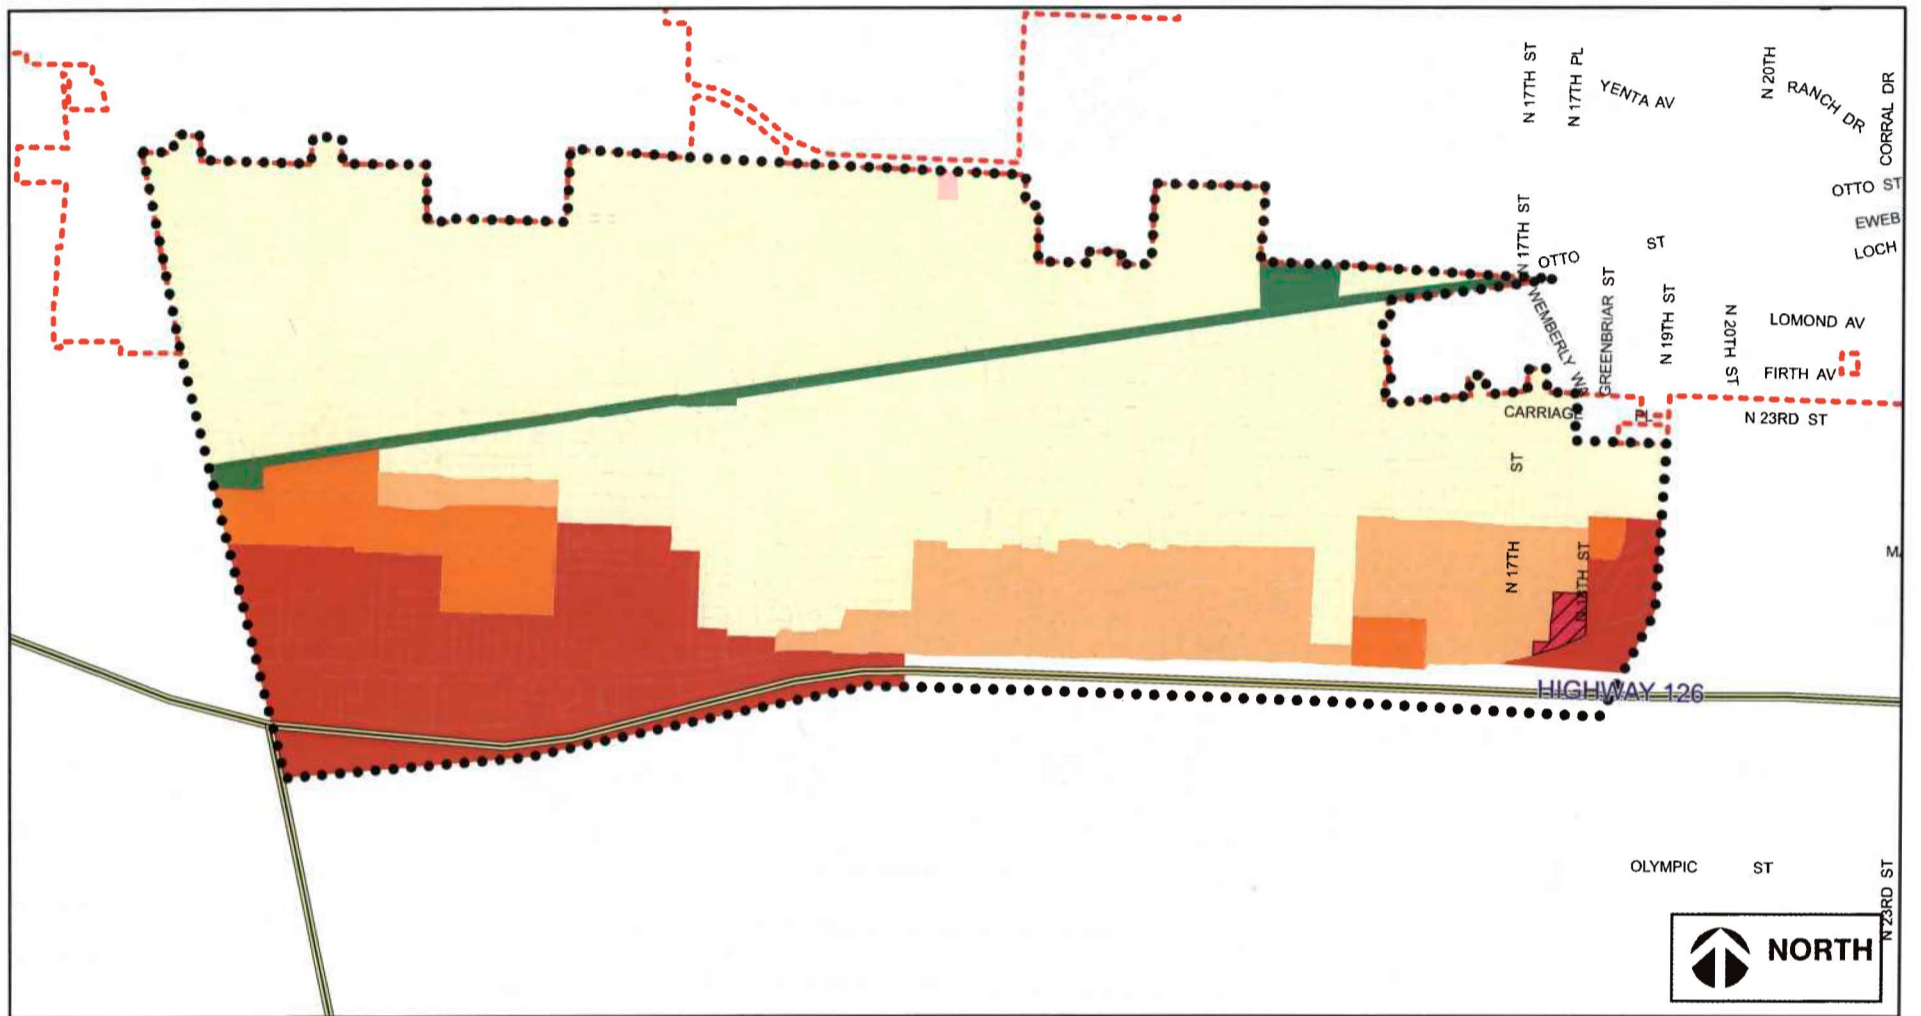 N 17TH ST
N 17TH PL
YENTA AV
N 20TH
RANCH DR
CORRAL DR
OTTO ST
EWEB
LOCH
N 17TH ST
OTTO ST
WEMBERLY
GREENBRIAR ST
N 19TH ST
N 20TH ST
LOMOND AV
FIRTH AV
CARRIAGE PL
N 23RD ST
ST
N 17TH
N 18TH ST
HIGHWAY 126
OLYMPIC ST
N 23RD ST
NORTH